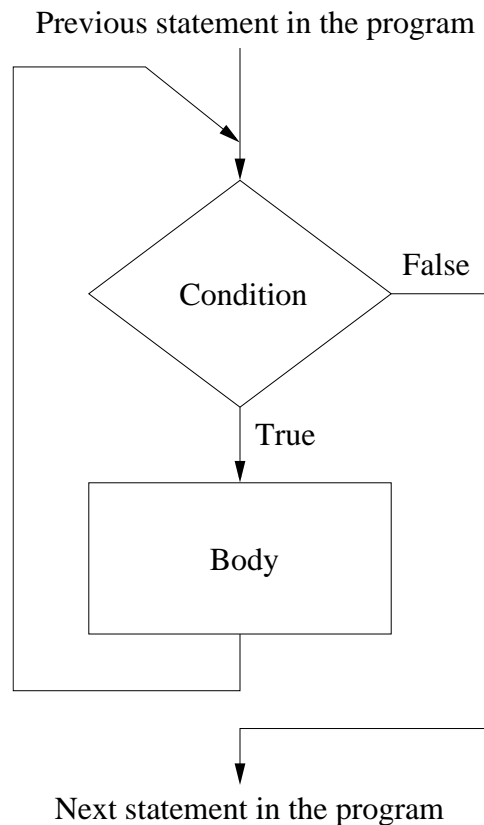 Previous statement in the program
False
Condition
True
Body
Next statement in the program